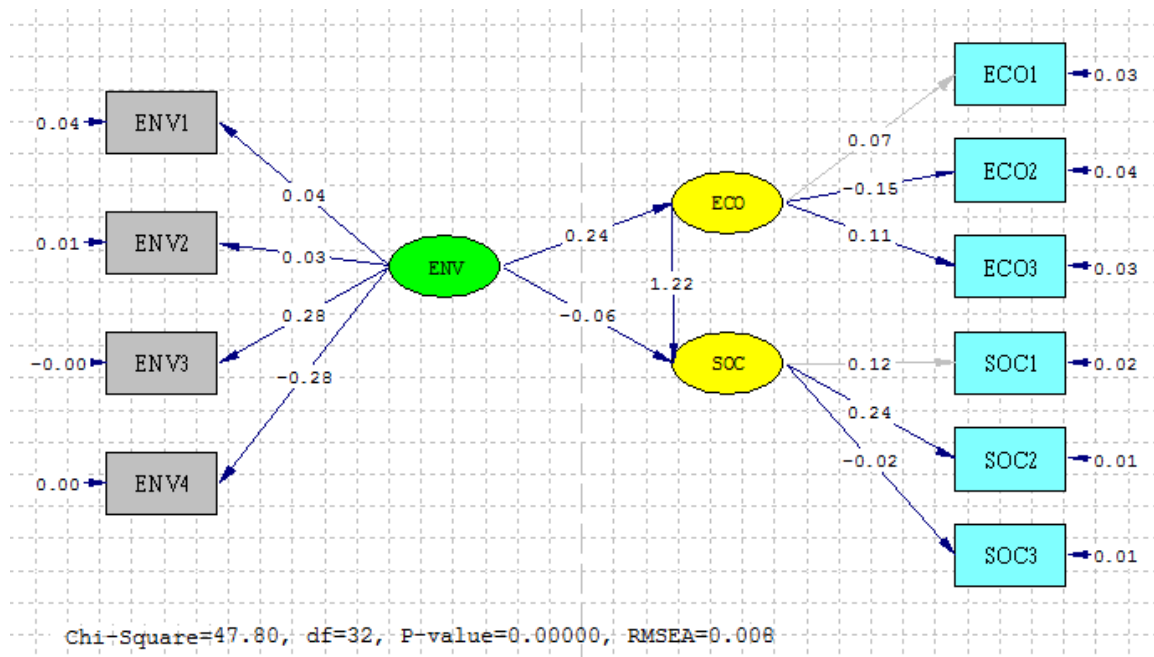 0.04 ENV1
0.01 ENV2
-0.00 ENV3
0.00 ENV4
0.04
0.03
0.28
-0.28
ENV
0.24
-0.06
ECO
1.22
SOC
0.07
-0.15
0.11
0.12
0.24
-0.02
ECO1 0.03
ECO2 0.04
ECO3 0.03
SOC1 0.02
SOC2 0.01
SOC3 0.01
Chi-Square=47.80, df=32, P-value=0.00000, RMSEA=0.008